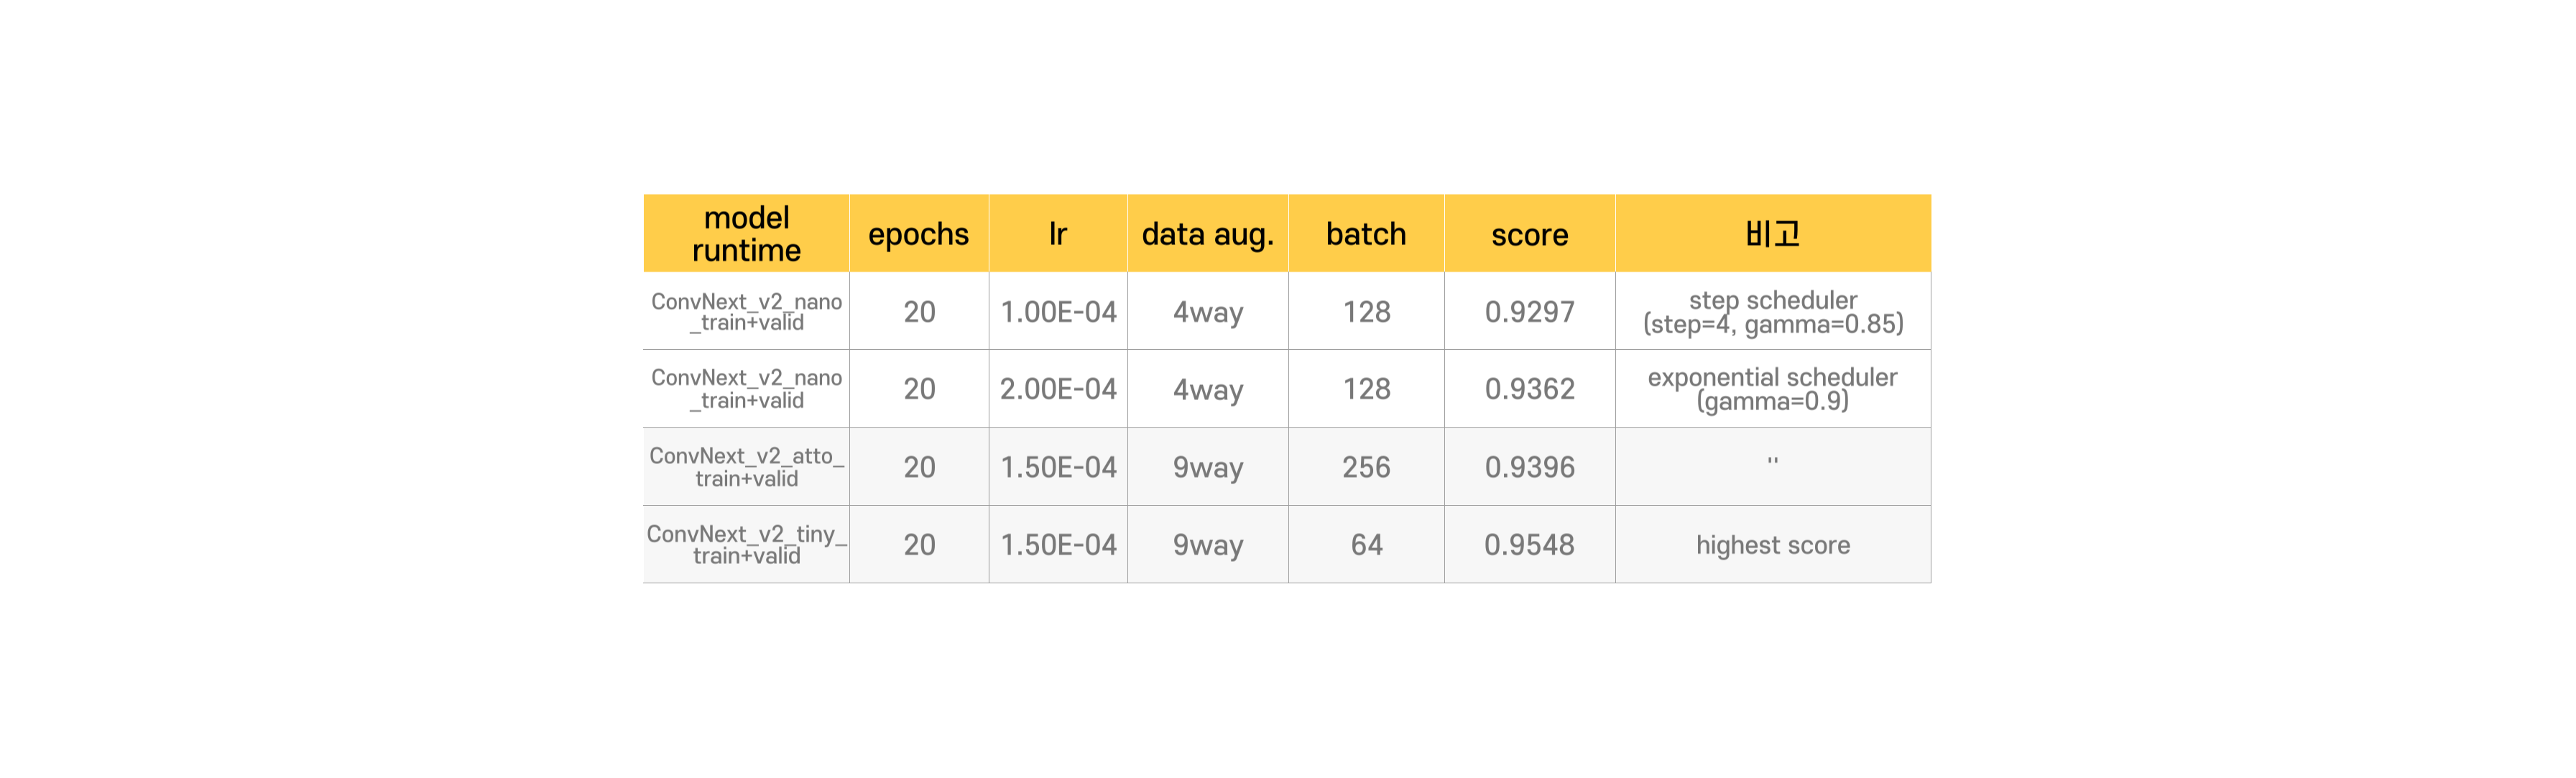 model
runtime
epochs
lr
data aug.
batch
score
비고
ConvNext_v2_nano
_train+valid
20
1.00E-04
4way
128
0.9297
step scheduler
(step=4, gamma=0.85)
ConvNext_v2_nano
_train+valid
20
2.00E-04
4way
128
0.9362
exponential scheduler
(gamma=0.9)
ConvNext_v2_atto_
train+valid
20
1.50E-04
9way
256
0.9396
"
ConvNext_v2_tiny_
train+valid
20
1.50E-04
9way
64
0.9548
highest score